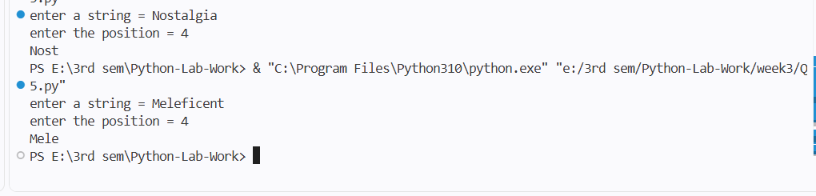 5.py"
enter a string = Nostalgia
enter the position = 4
Nost
PS E:\3rd sem\Python-Lab-Work> & "C:\Program Files\Python310\python.exe" "e:/3rd sem/Python-Lab-Work/week3/Q
5.py"
enter a string = Meleficent
enter the position = 4
Mele
PS E:\3rd sem\Python-Lab-Work>